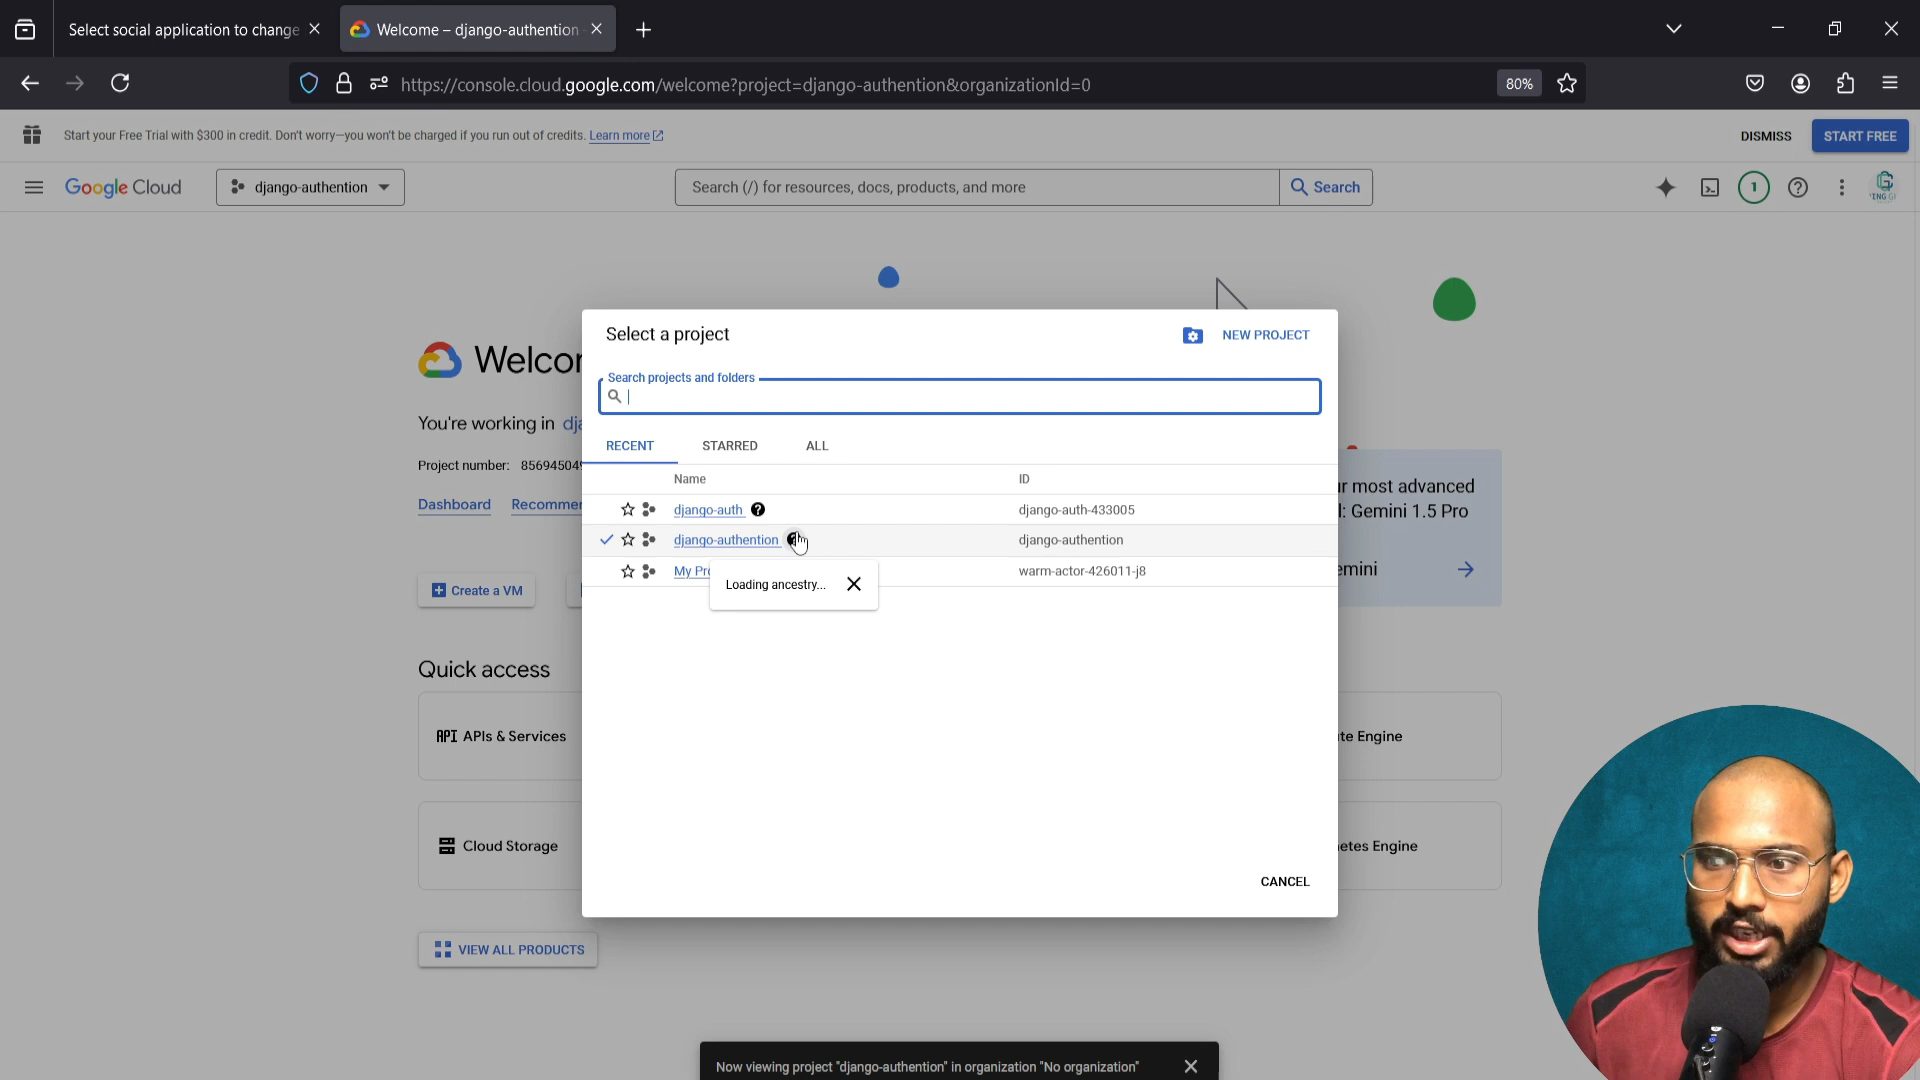 Select social application to change
Welcome – django-authention
https://console.cloud.google.com/welcome?project=django-authention&organizationId=0
80%
Start your Free Trial with $300 in credit. Don't worry—you won't be charged if you run out of credits. Learn more
DISMISS
START FREE
Google Cloud
django-authention
Search (/) for resources, docs, products, and more
Search
1
Select a project
NEW PROJECT
Search projects and folders
RECENT
STARRED
ALL
Name
ID
django-auth
django-auth-433005
django-authention
django-authention
My Pr
warm-actor-426011-j8
Loading ancestry...
CANCEL
You're working in
Project number:
Dashboard
Create a VM
r most advanced
: Gemini 1.5 Pro
Quick access
API APIs & Services
Cloud Storage
VIEW ALL PRODUCTS
Engine
Engine
Now viewing project "django-authention" in organization "No organization"